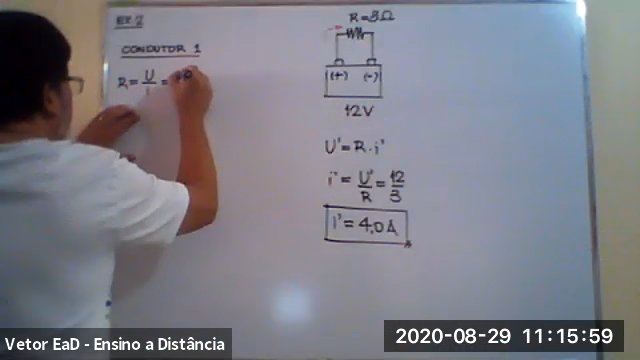 EX.2
CONDUTOR 1
R = U/i =
R = 3Ω
(+) (-)
12V
U' = R . i'
i' = U'/R = 12/3
i' = 4,0A
Vetor EaD - Ensino a Distância
2020-08-29 11:15:59